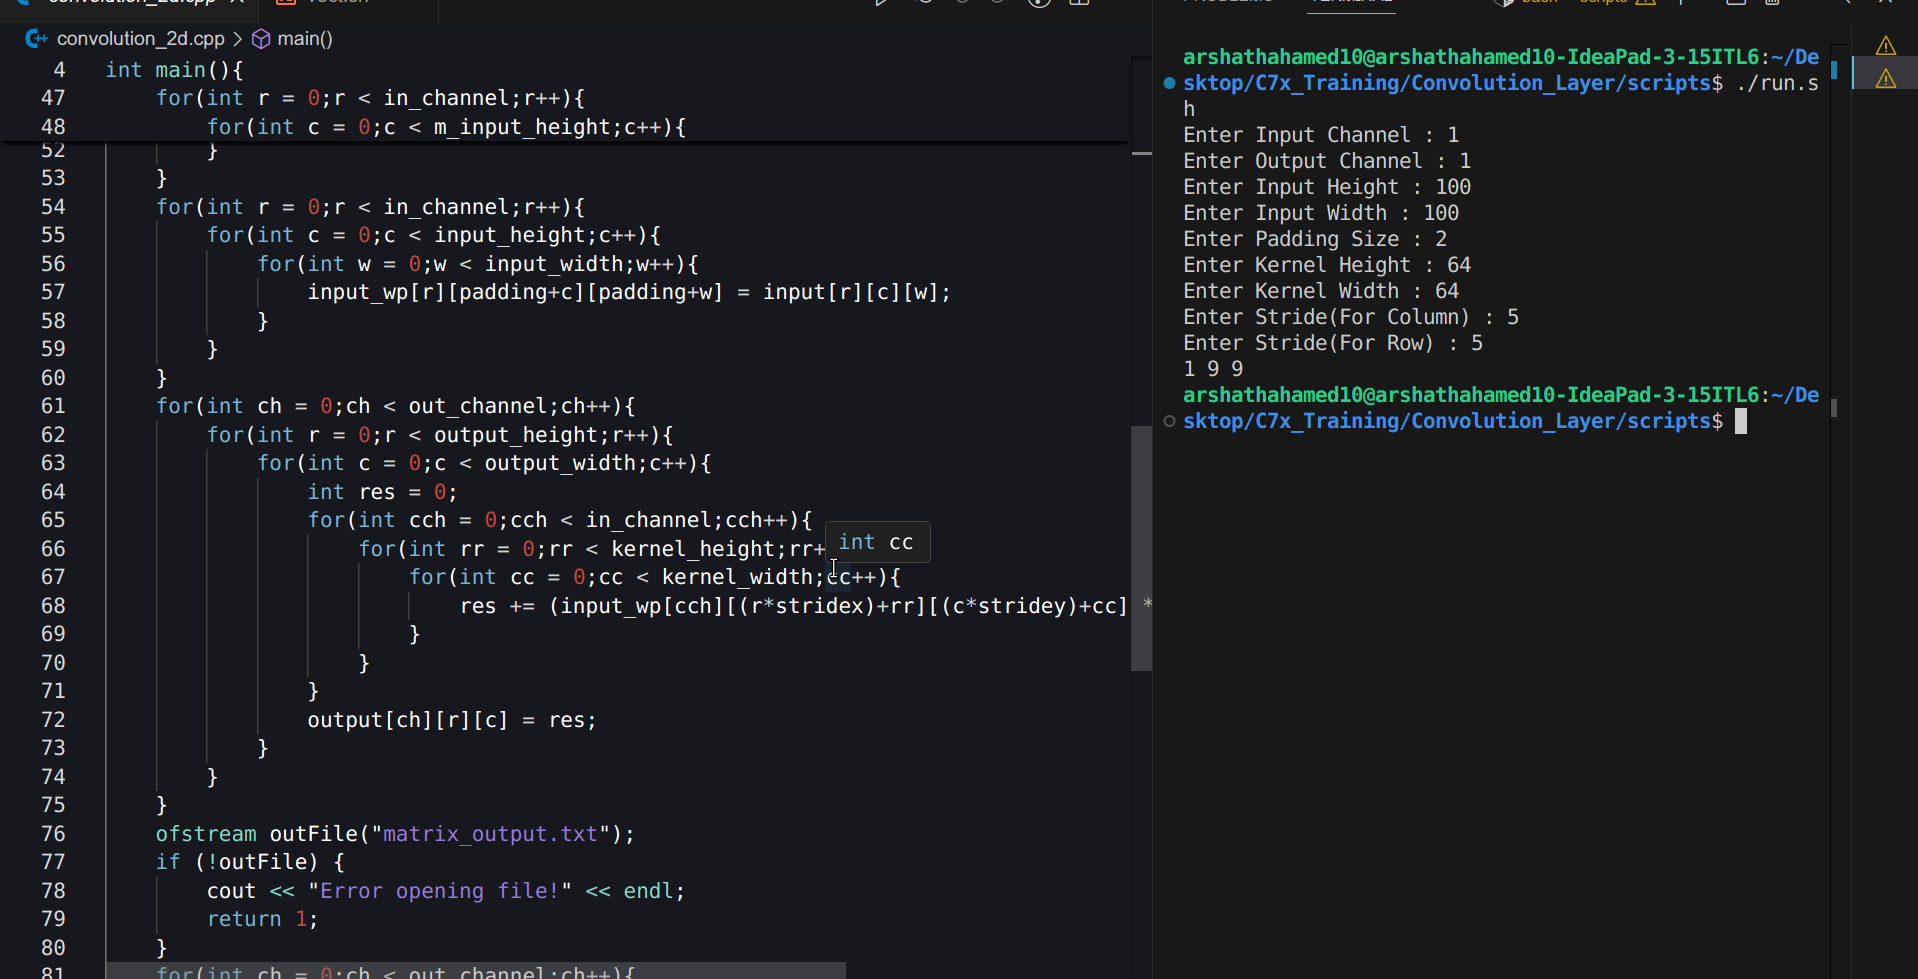 convolution_2d.cpp
convolution_2d.cpp > main()
4 int main(){
47 for(int r = 0;r < in_channel;r++){
48 for(int c = 0;c < m_input_height;c++){
52 }
53 }
54 for(int r = 0;r < in_channel;r++){
55 for(int c = 0;c < input_height;c++){
56 for(int w = 0;w < input_width;w++){
57 input_wp[r][padding+c][padding+w] = input[r][c][w];
58 }
59 }
60 }
61 for(int ch = 0;ch < out_channel;ch++){
62 for(int r = 0;r < output_height;r++){
63 for(int c = 0;c < output_width;c++){
64 int res = 0;
65 for(int cch = 0;cch < in_channel;cch++){
66 for(int rr = 0;rr < kernel_height;rr+
int cc
67 for(int cc = 0;cc < kernel_width;cc++){
68 res += (input_wp[cch][(r*stridex)+rr][(c*stridey)+cc] *
69 }
70 }
71 }
72 output[ch][r][c] = res;
73 }
74 }
75 }
76 ofstream outFile("matrix_output.txt");
77 if (!outFile) {
78 cout << "Error opening file!" << endl;
79 return 1;
80 }
81 for(int ch = 0;ch < out_channel;ch++){
PROBLEMS TERMINAL bash - scripts
arshathahamed10@arshathahamed10-IdeaPad-3-15ITL6:~/De
sktop/C7x_Training/Convolution_Layer/scripts$ ./run.s
h
Enter Input Channel : 1
Enter Output Channel : 1
Enter Input Height : 100
Enter Input Width : 100
Enter Padding Size : 2
Enter Kernel Height : 64
Enter Kernel Width : 64
Enter Stride(For Column) : 5
Enter Stride(For Row) : 5
1 9 9
arshathahamed10@arshathahamed10-IdeaPad-3-15ITL6:~/De
sktop/C7x_Training/Convolution_Layer/scripts$